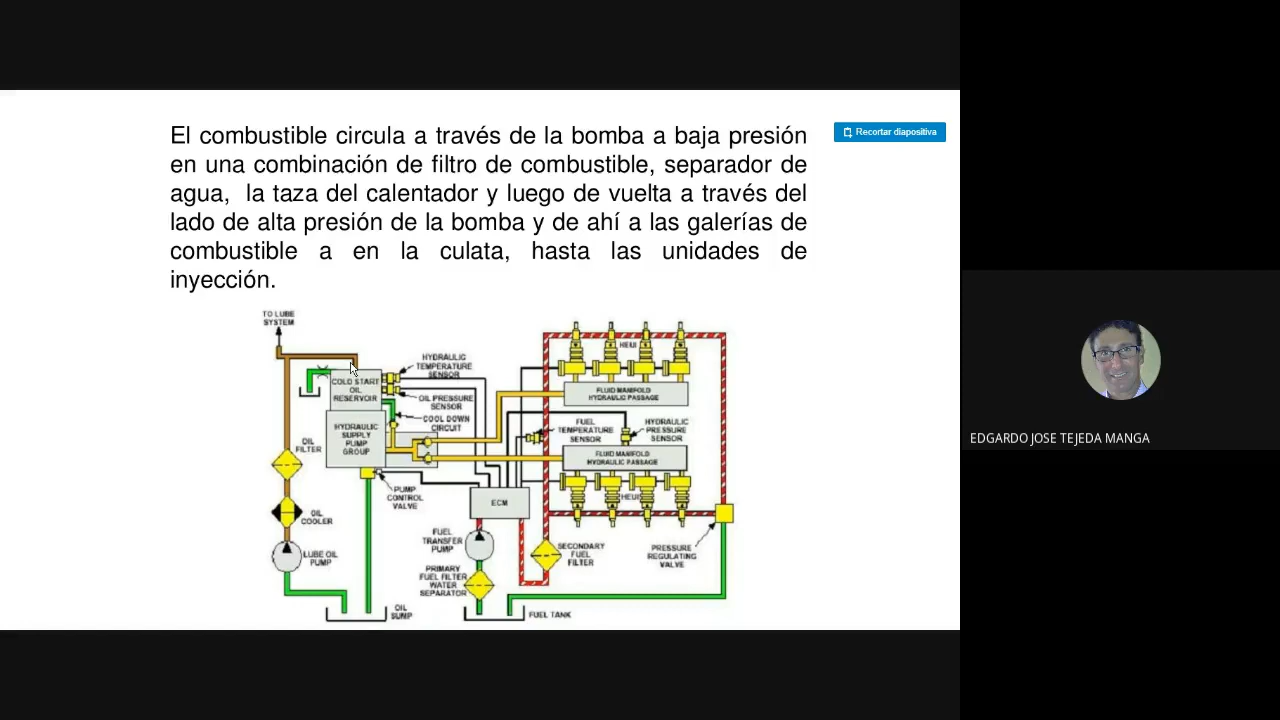 El combustible circula a través de la bomba a baja presión
en una combinación de filtro de combustible, separador de
agua, la taza del calentador y luego de vuelta a través del
lado de alta presión de la bomba y de ahí a las galerías de
combustible a en la culata, hasta las unidades de
inyección.
Recortar diapositiva
TO LUBE
SYSTEM
HYDRAULIC
TEMPERATURE
SENSOR
COLD START
OIL
RESERVOIR
OIL PRESSURE
SENSOR
COOL DOWN
CIRCUIT
HYDRAULIC
SUPPLY
PUMP
GROUP
OIL
FILTER
PUMP
CONTROL
VALVE
OIL
COOLER
LUBE OIL
PUMP
OIL
SUMP
HEUI
FLUID MANIFOLD
HYDRAULIC PASSAGE
FUEL
TEMPERATURE
SENSOR
HYDRAULIC
PRESSURE
SENSOR
FLUID MANIFOLD
HYDRAULIC PASSAGE
HEUI
ECM
FUEL
TRANSFER
PUMP
SECONDARY
FUEL
FILTER
PRESSURE
REGULATING
VALVE
PRIMARY
FUEL FILTER
WATER
SEPARATOR
FUEL TANK
EDGARDO JOSE TEJEDA MANGA